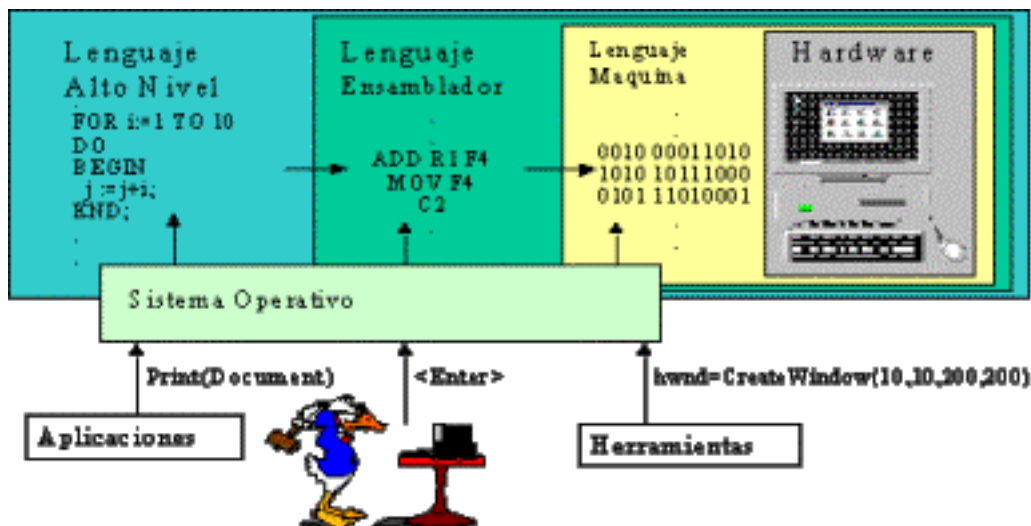 Lenguaje
Alto Nivel
FOR i:=1 TO 10
DO
BEGIN
j:=j+i;
END;
.
.
Lenguaje
Ensamblador
.
.
ADD R1 F4
MOV F4
C2
.
.
Lenguaje
Maquina
.
.
0010 00011010
1010 10111000
0101 11010001
.
.
Hardware
Sistema Operativo
Print(Document)
<Enter>
hwnd=CreateWindow(10,,10,200,200)
Aplicaciones
Herramientas